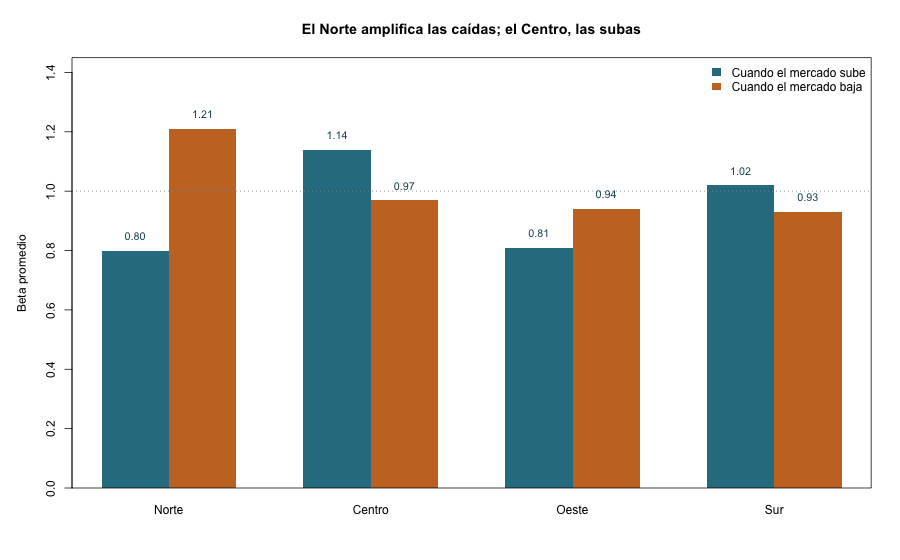 El Norte amplifica las caídas; el Centro, las subas
Cuando el mercado sube
Cuando el mercado baja
Beta promedio
1.4
1.2
1.0
0.8
0.6
0.4
0.2
0.0
0.80
1.21
1.14
0.97
0.81
0.94
1.02
0.93
Norte
Centro
Oeste
Sur